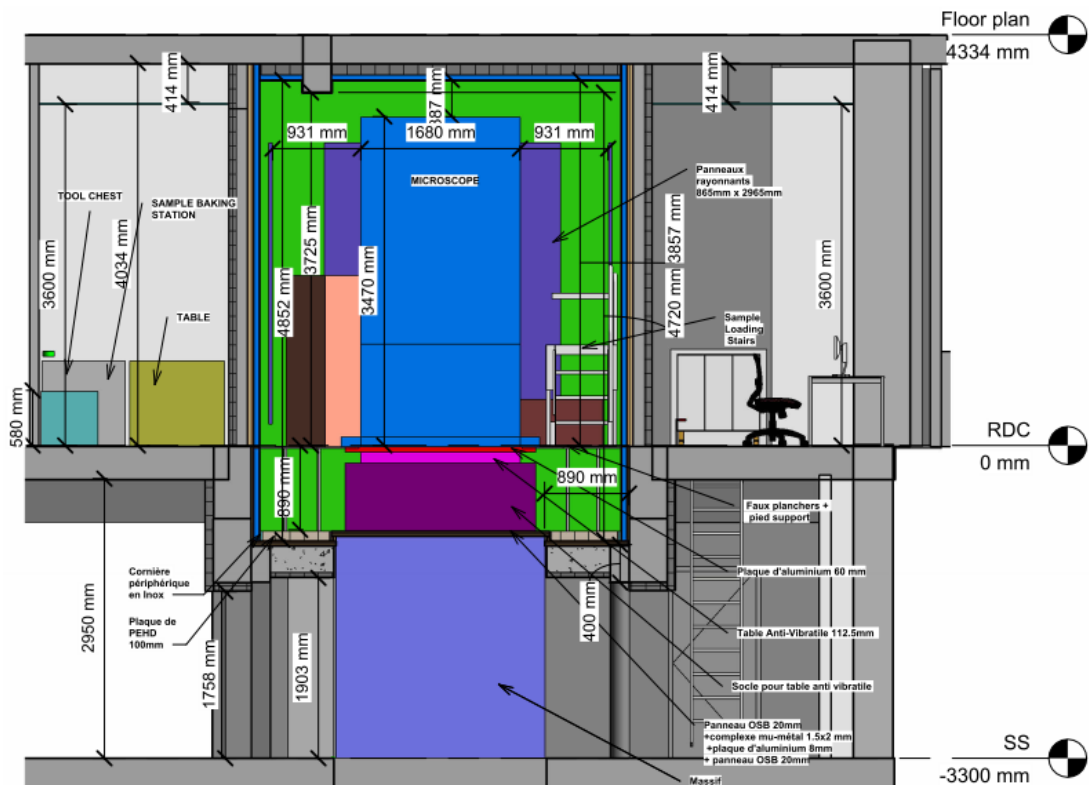 Floor plan
4334 mm
414 mm
887 mm
414 mm
931 mm
1680 mm
931 mm
MICROSCOPE
Panneaux
rayonnants
865mm x 2965mm
TOOL CHEST
SAMPLE BAKING
STATION
3600 mm
4034 mm
3725 mm
4852 mm
3470 mm
3857 mm
4720 mm
3600 mm
TABLE
Sample
Loading
Stairs
580 mm
RDC
0 mm
890 mm
890 mm
Faux planchers +
pied support
Cornière
périphérique
en Inox
Plaque d'aluminium 60 mm
Plaque de
PEHD
100mm
400 mm
2950 mm
Table Anti-Vibratile 112.5mm
1758 mm
1903 mm
Socle pour table anti vibratile
Panneau OSB 20mm
+complexe mu-métal 1.5x2 mm
+plaque d'aluminium 8mm
+ panneau OSB 20mm
SS
-3300 mm
Massif